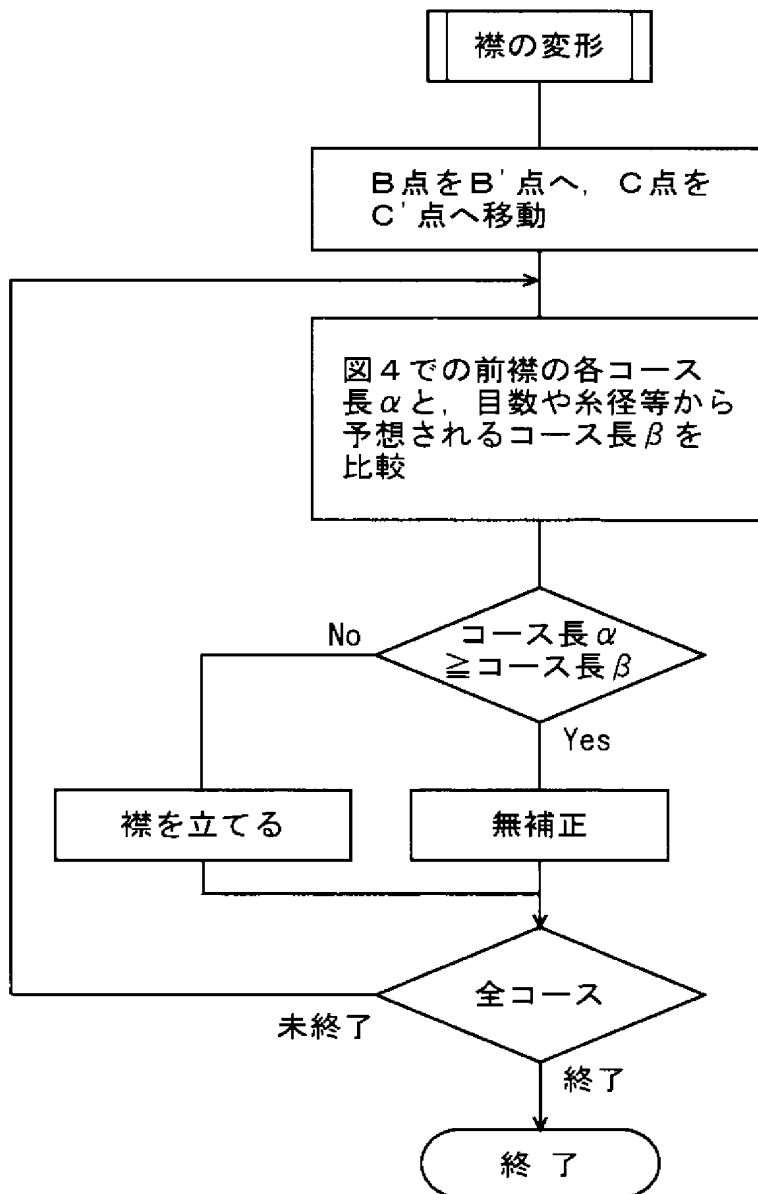 襟の変形
B点をB'点へ，C点を
C'点へ移動
図４での前襟の各コース
長αと，目数や糸径等から
予想されるコース長βを
比較
コース長α
≧コース長β
No
Yes
襟を立てる
無補正
全コース
未終了
終了
終 了